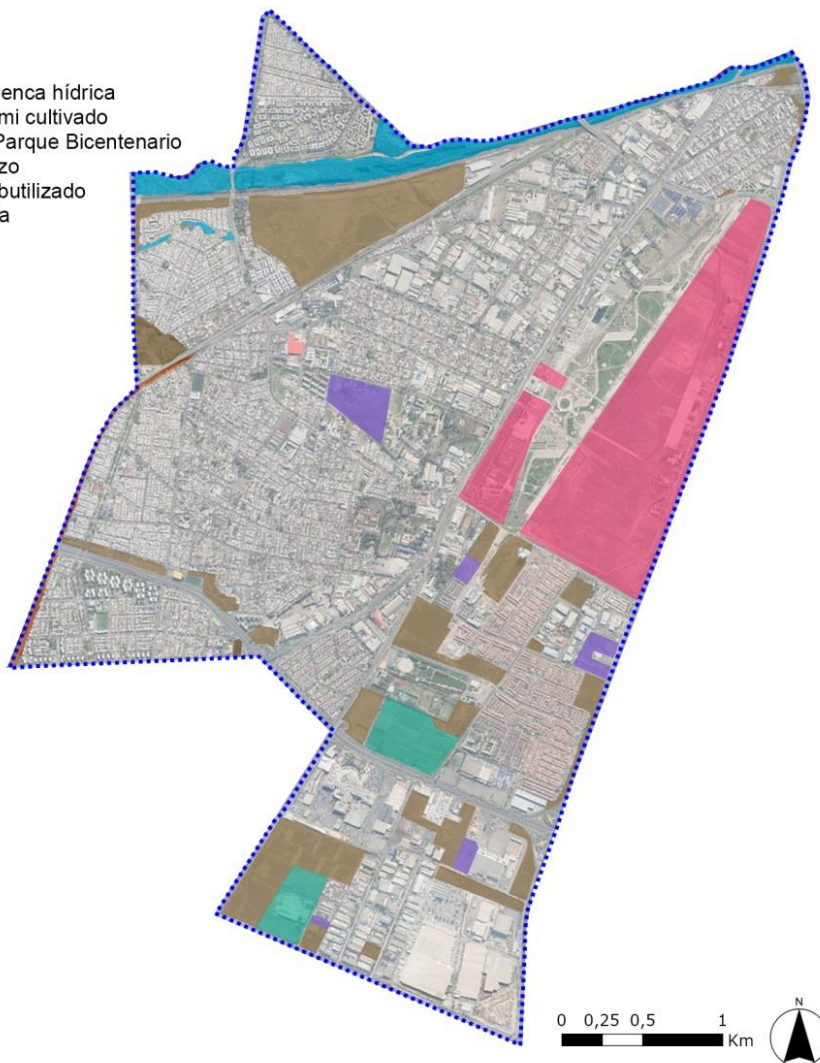 enca hídrica
mi cultivado
Parque Bicentenario
zo
butilizado
a
0 0,25 0,5 1
Km
N